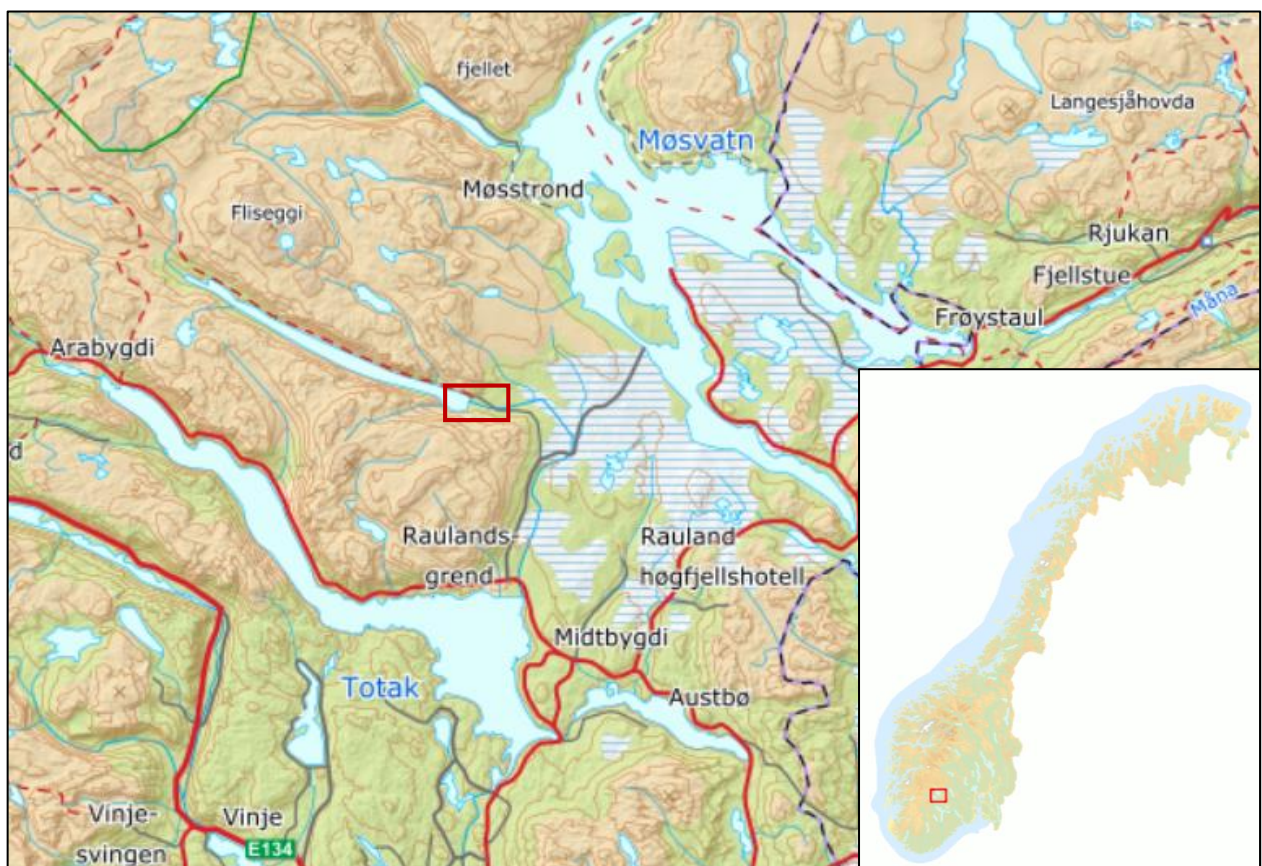 fjellet
Langesjåhovda
Møsvatn
Møsstrond
Fliseggi
Rjukan
Fjellstue
Måna
Frøystaul
Arabygdi
d
Raulands-
grend
Rauland
høgfjellshotell
Midtbygdi
Totak
Austbø
Vinje-
svingen
Vinje
E134